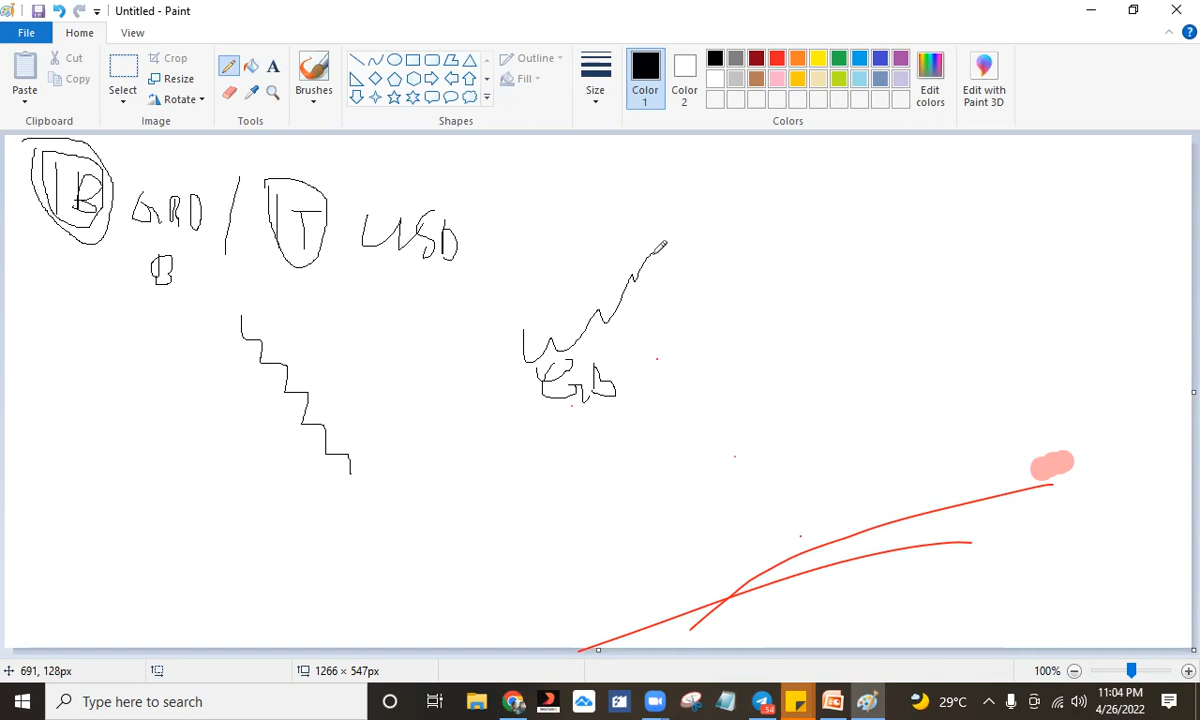 Untitled - Paint
File
Home
View
Paste
Cut
Copy
Clipboard
Select
Crop
Resize
Rotate
Image
A
Tools
Brushes
Outline
Fill
Shapes
Size
Color 1
Color 2
Edit colors
Colors
Edit with Paint 3D
B
/
T
USD
B
691, 128px
1266 × 547px
100%
Type here to search
54
29°C
11:04 PM
4/26/2022